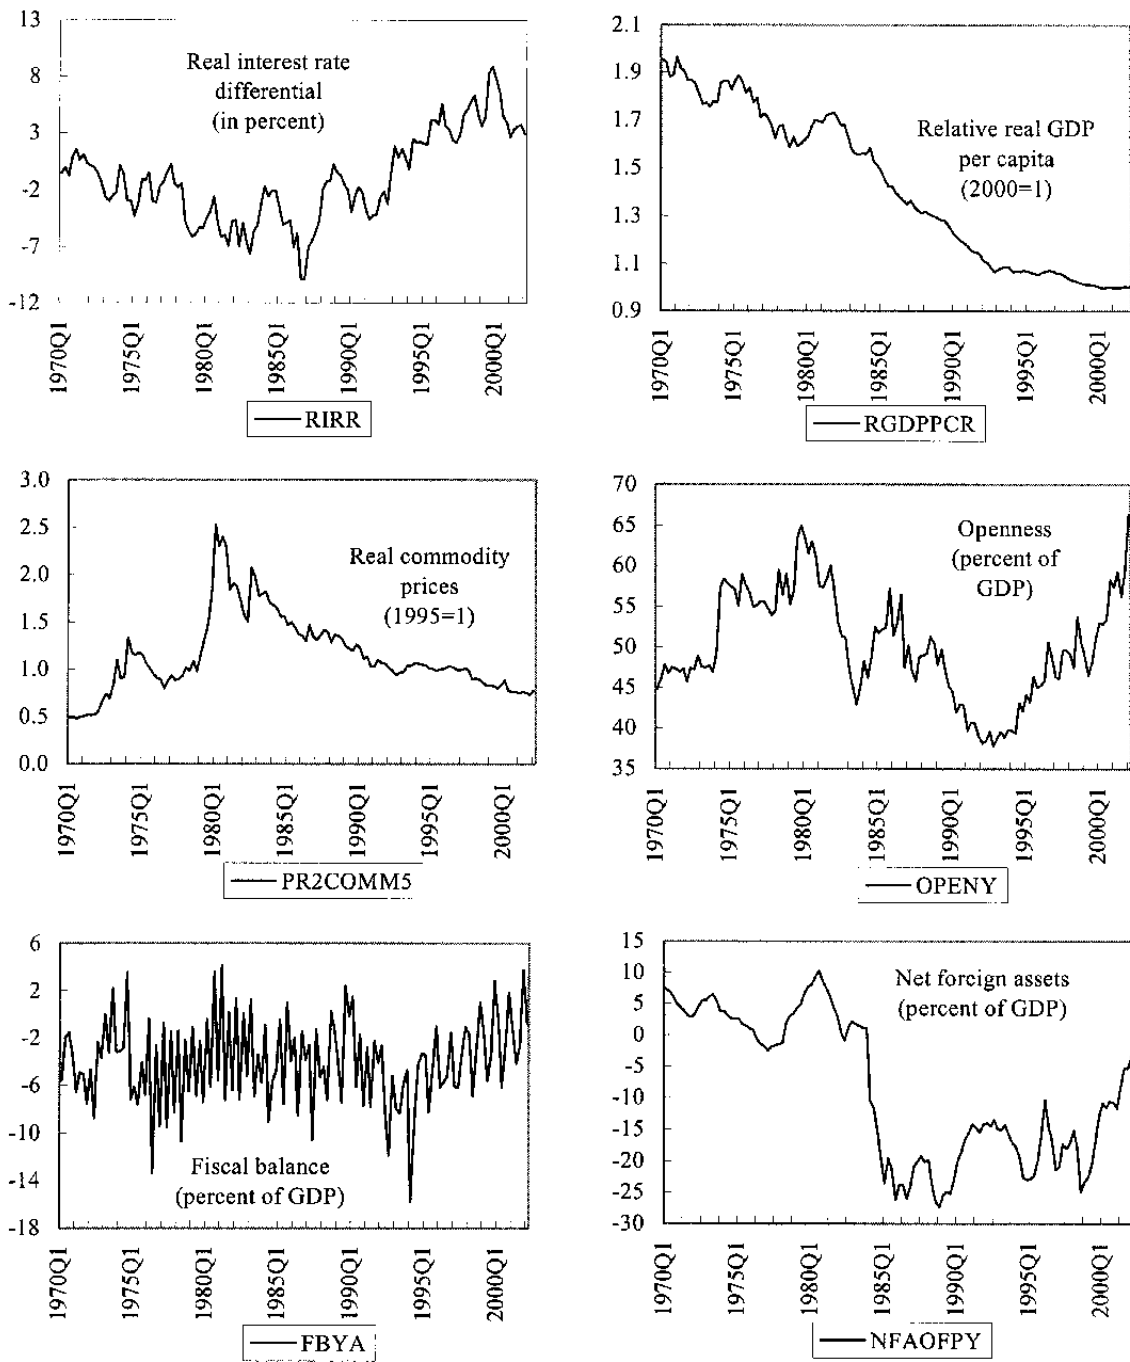 13
8
3
-2
-7
-12
Real interest rate
differential
(in percent)
1970Q1
1975Q1
1980Q1
1985Q1
1990Q1
1995Q1
2000Q1
RIRR
2.1
1.9
1.7
1.5
1.3
1.1
0.9
Relative real GDP
per capita
(2000=1)
1970Q1
1975Q1
1980Q1
1985Q1
1990Q1
1995Q1
2000Q1
RGDPPCR
3.0
2.5
2.0
1.5
1.0
0.5
0.0
Real commodity
prices
(1995=1)
1970Q1
1975Q1
1980Q1
1985Q1
1990Q1
1995Q1
2000Q1
PR2COMM5
70
65
60
55
50
45
40
35
Openness
(percent of
GDP)
1970Q1
1975Q1
1980Q1
1985Q1
1990Q1
1995Q1
2000Q1
OPENY
6
2
-2
-6
-10
-14
-18
Fiscal balance
(percent of GDP)
1970Q1
1975Q1
1980Q1
1985Q1
1990Q1
1995Q1
2000Q1
FBYA
15
10
5
0
-5
-10
-15
-20
-25
-30
Net foreign assets
(percent of GDP)
1970Q1
1975Q1
1980Q1
1985Q1
1990Q1
1995Q1
2000Q1
NFAOFPY